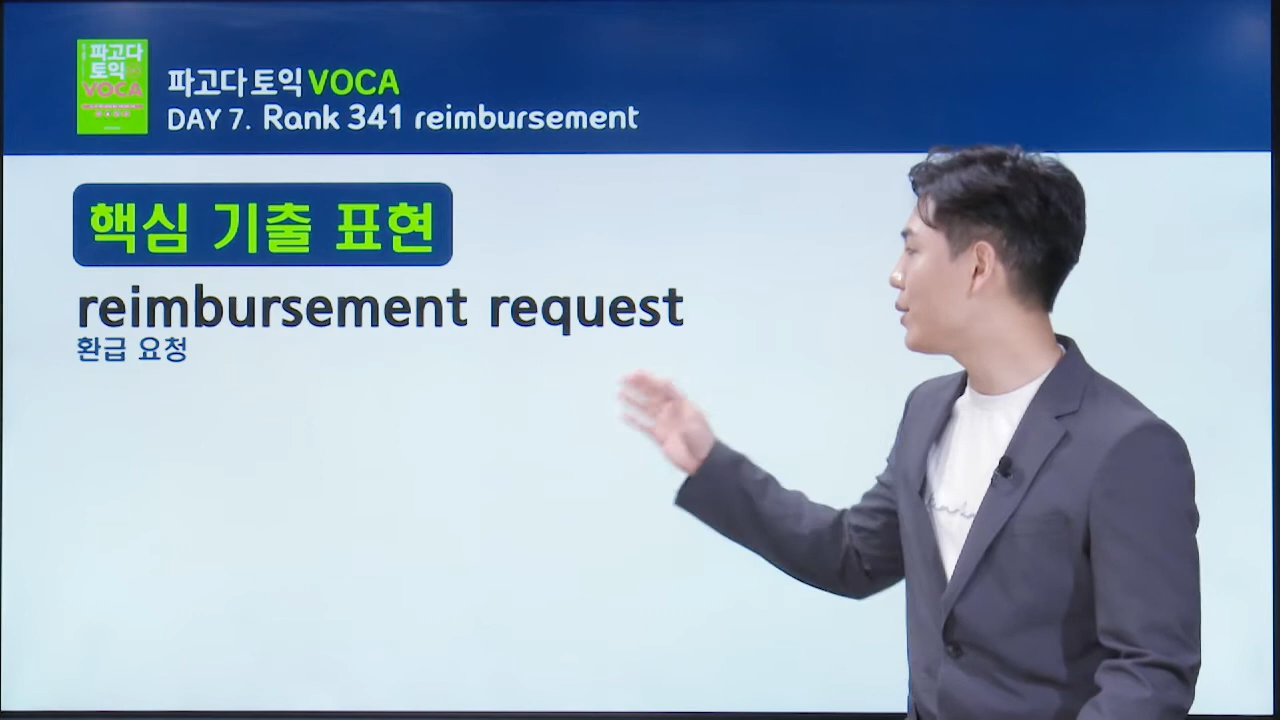 파고다
토익
VOCA
파고다 토익 VOCA
DAY 7. Rank 341 reimbursement
핵심 기출 표현
reimbursement request
환급 요청